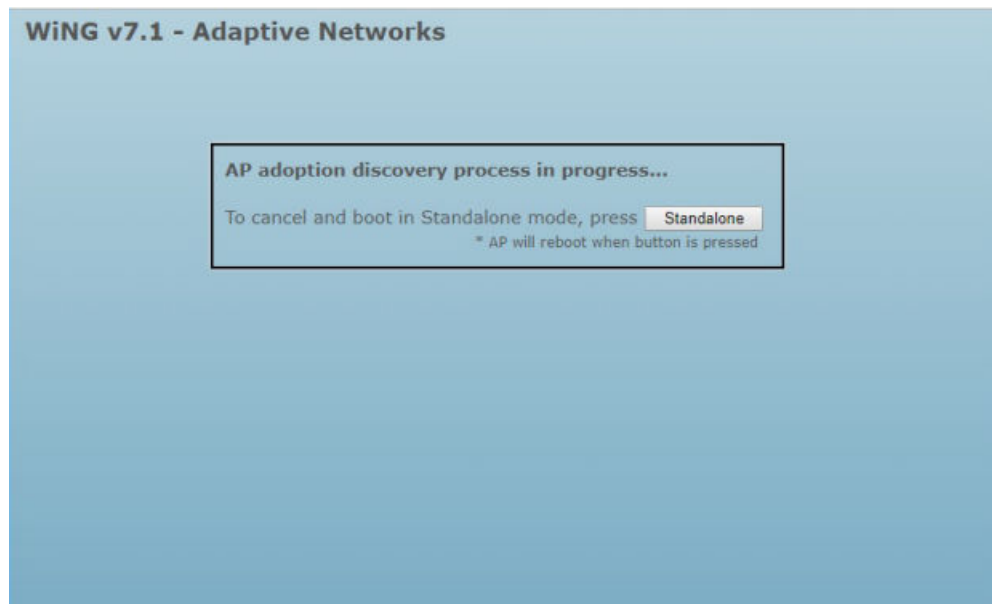 WiNG v7.1 - Adaptive Networks
AP adoption discovery process in progress...
To cancel and boot in Standalone mode, press Standalone
* AP will reboot when button is pressed